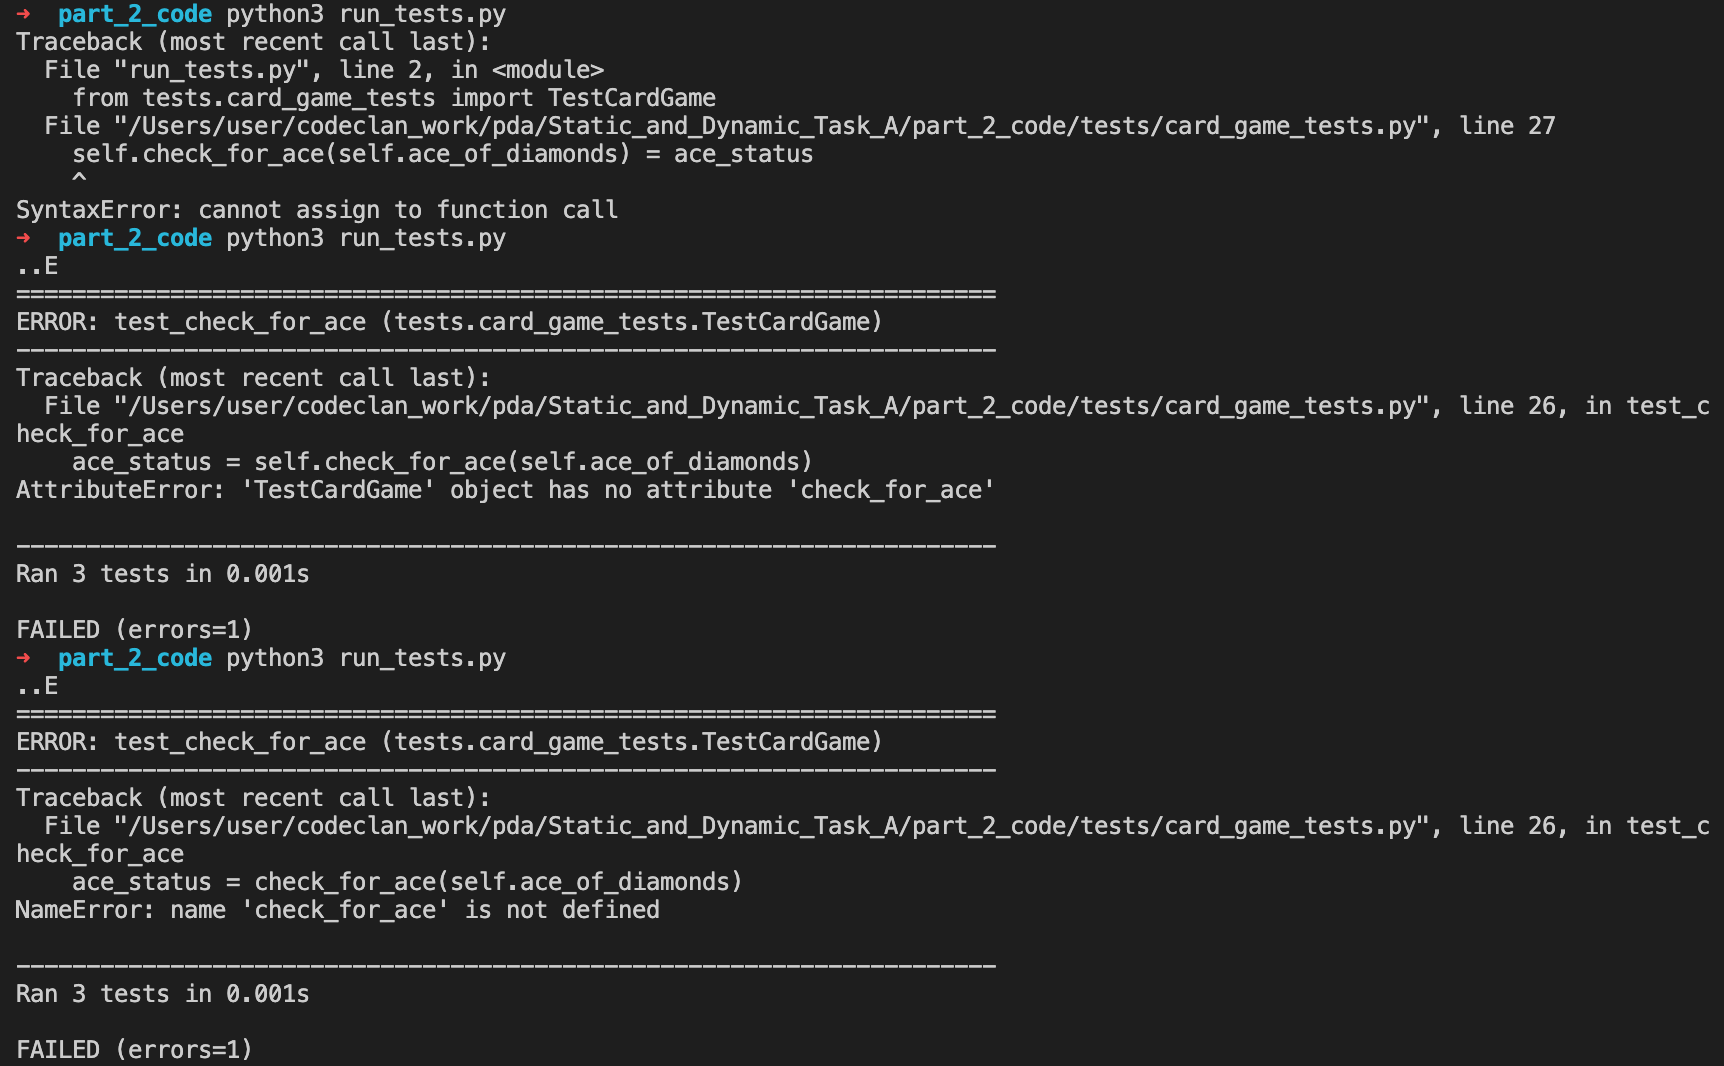 ➜  part_2_code python3 run_tests.py
Traceback (most recent call last):
  File "run_tests.py", line 2, in <module>
    from tests.card_game_tests import TestCardGame
  File "/Users/user/codeclan_work/pda/Static_and_Dynamic_Task_A/part_2_code/tests/card_game_tests.py", line 27
    self.check_for_ace(self.ace_of_diamonds) = ace_status
    ^
SyntaxError: cannot assign to function call
➜  part_2_code python3 run_tests.py
..E
======================================================================
ERROR: test_check_for_ace (tests.card_game_tests.TestCardGame)
----------------------------------------------------------------------
Traceback (most recent call last):
  File "/Users/user/codeclan_work/pda/Static_and_Dynamic_Task_A/part_2_code/tests/card_game_tests.py", line 26, in test_c
heck_for_ace
    ace_status = self.check_for_ace(self.ace_of_diamonds)
AttributeError: 'TestCardGame' object has no attribute 'check_for_ace'

----------------------------------------------------------------------
Ran 3 tests in 0.001s

FAILED (errors=1)
➜  part_2_code python3 run_tests.py
..E
======================================================================
ERROR: test_check_for_ace (tests.card_game_tests.TestCardGame)
----------------------------------------------------------------------
Traceback (most recent call last):
  File "/Users/user/codeclan_work/pda/Static_and_Dynamic_Task_A/part_2_code/tests/card_game_tests.py", line 26, in test_c
heck_for_ace
    ace_status = check_for_ace(self.ace_of_diamonds)
NameError: name 'check_for_ace' is not defined

----------------------------------------------------------------------
Ran 3 tests in 0.001s

FAILED (errors=1)